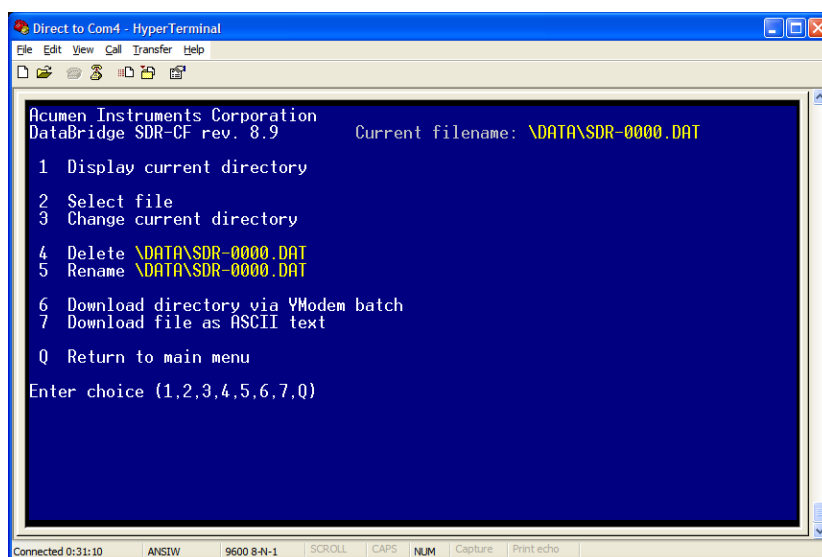 Direct to Com4 - HyperTerminal
File Edit View Call Transfer Help
Acumen Instruments Corporation
DataBridge SDR-CF rev. 8.9 Current filename: \DATA\SDR-0000.DAT
1 Display current directory
2 Select file
3 Change current directory
4 Delete \DATA\SDR-0000.DAT
5 Rename \DATA\SDR-0000.DAT
6 Download directory via YModem batch
7 Download file as ASCII text
Q Return to main menu
Enter choice (1,2,3,4,5,6,7,Q)
Connected 0:31:10 ANSIW 9600 8-N-1 SCROLL CAPS NUM Capture Print echo